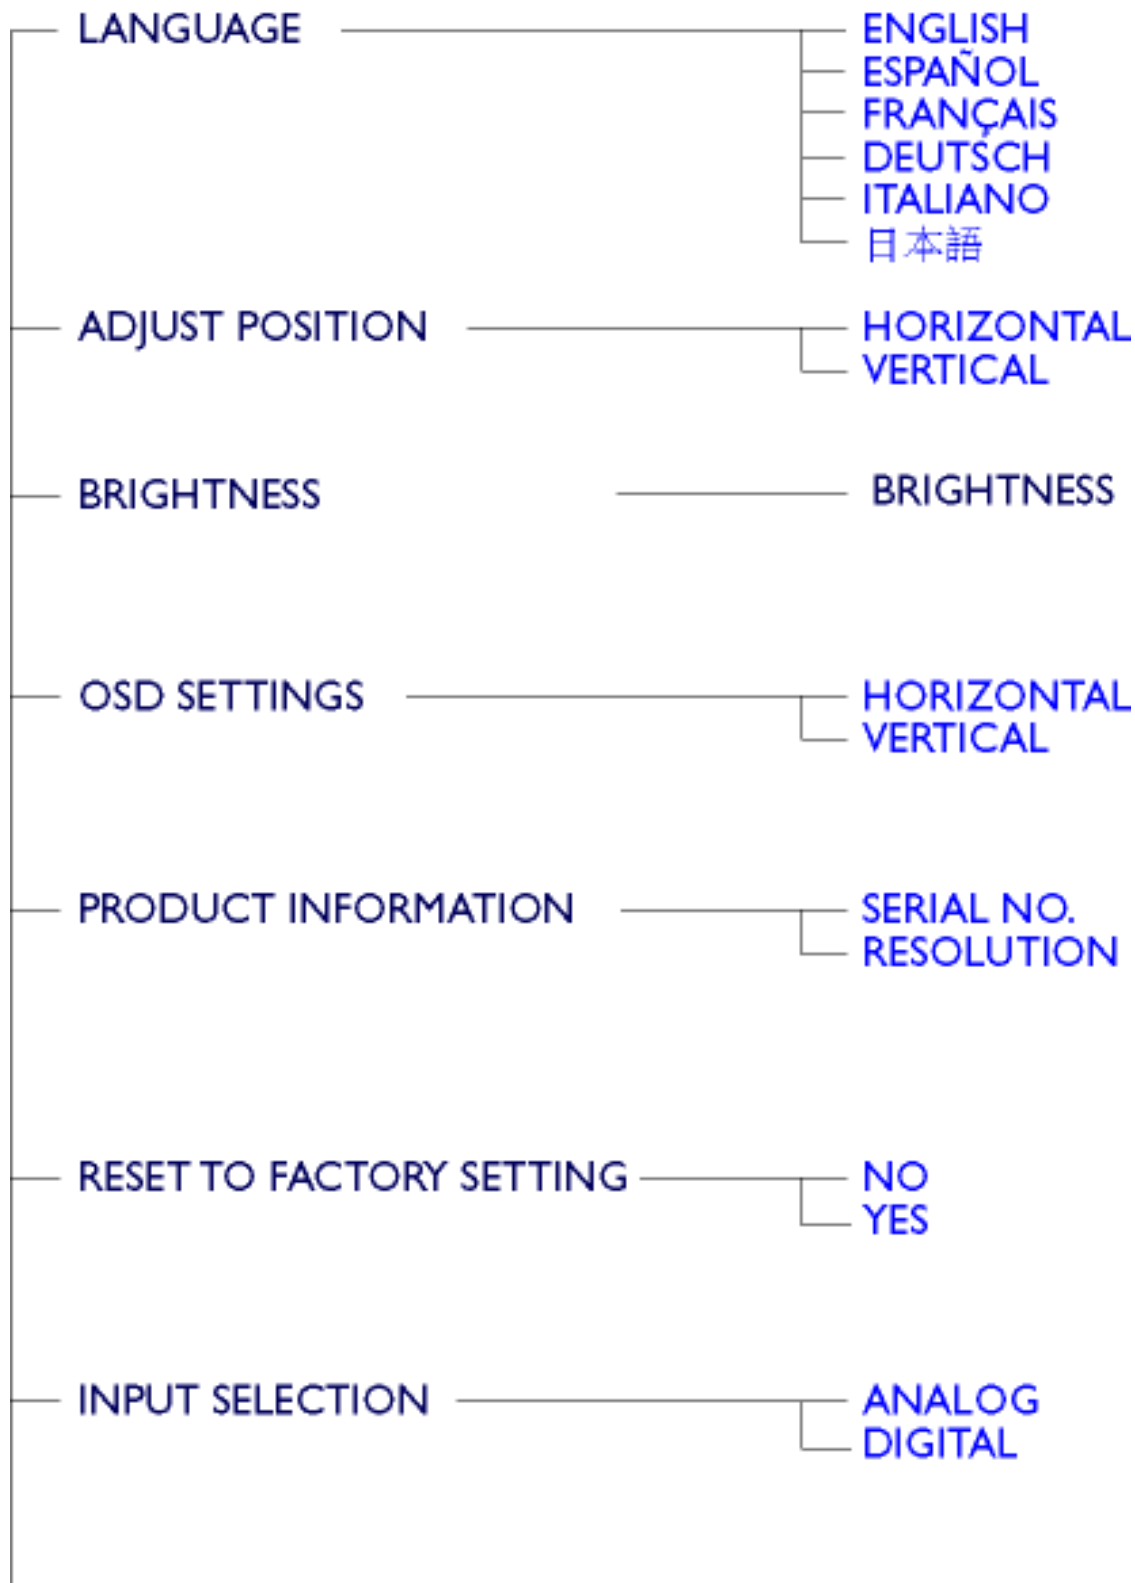 LANGUAGE ENGLISH
ESPAÑOL
FRANÇAIS
DEUTSCH
ITALIANO
日本語
ADJUST POSITION HORIZONTAL
VERTICAL
BRIGHTNESS BRIGHTNESS
OSD SETTINGS HORIZONTAL
VERTICAL
PRODUCT INFORMATION SERIAL NO.
RESOLUTION
RESET TO FACTORY SETTING NO
YES
INPUT SELECTION ANALOG
DIGITAL